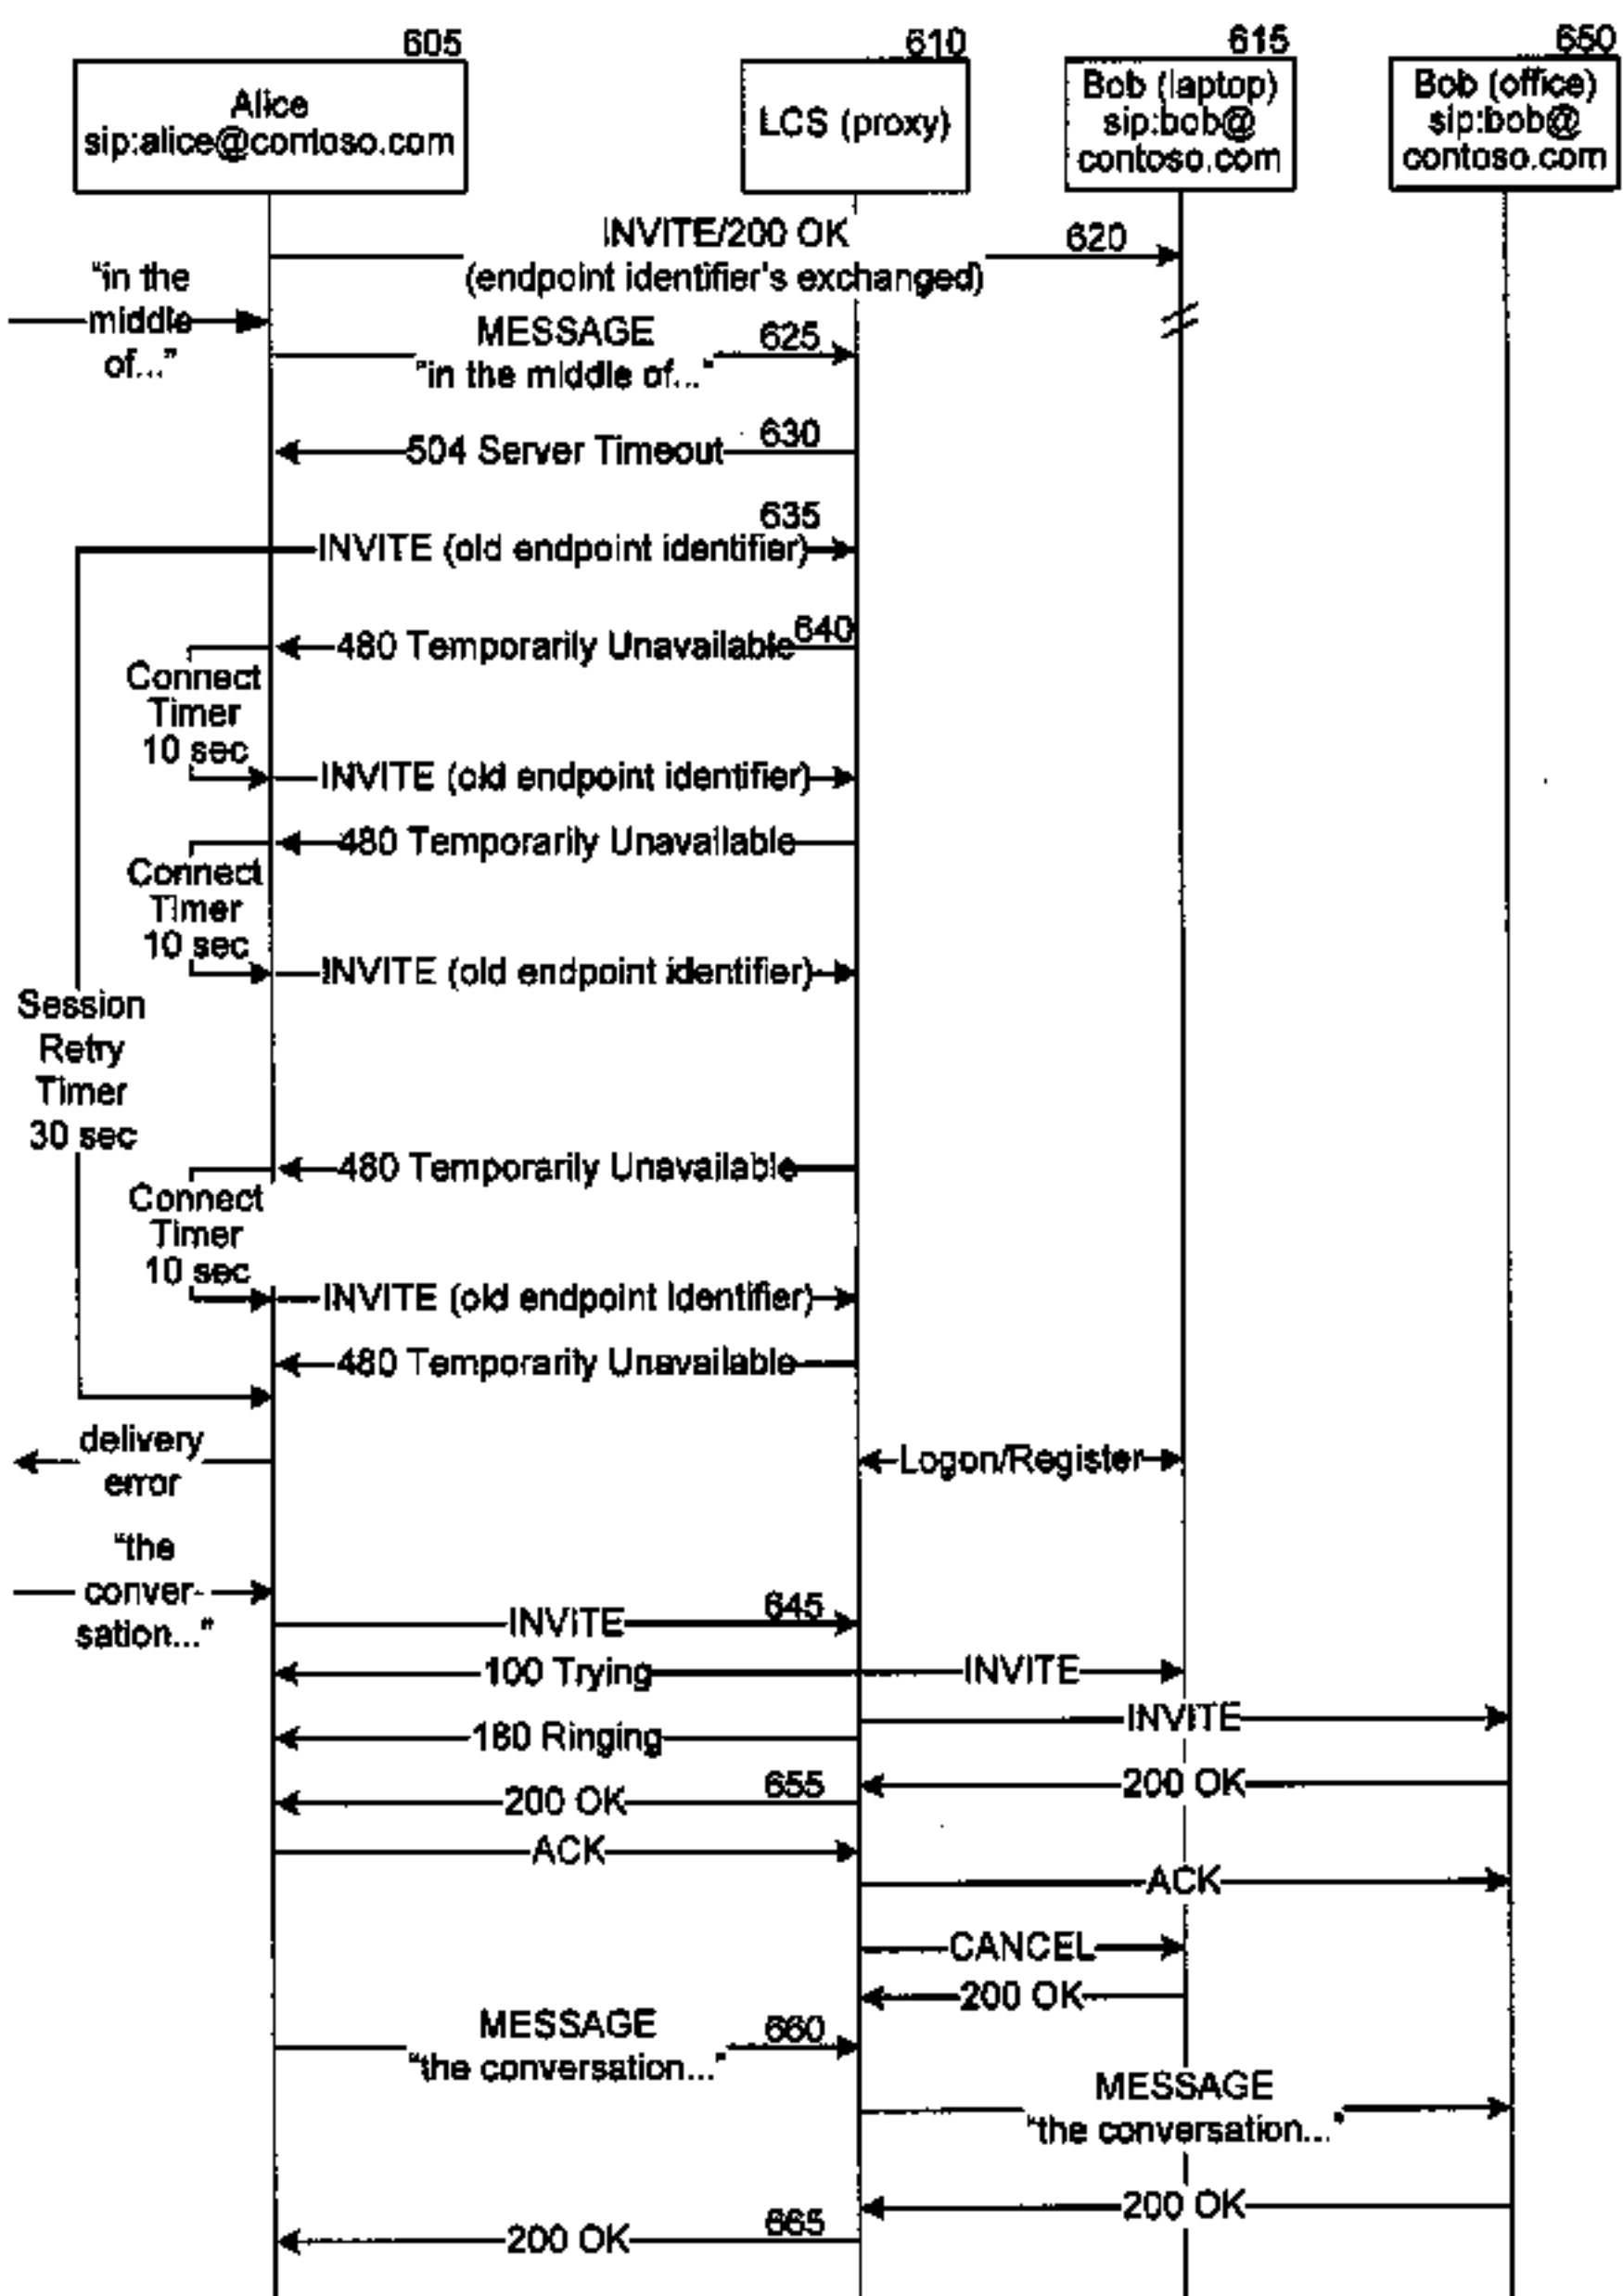 605
610
615
650
Alice
sip:alice@contoso.com
LCS (proxy)
Bob (laptop)
sip:bob@
contoso.com
Bob (office)
sip:bob@
contoso.com
INVITE/200 OK
620
(endpoint identifier's exchanged)
"in the
middle
of..."
MESSAGE
625
"in the middle of..."
504 Server Timeout
630
635
INVITE (old endpoint identifier)
480 Temporarily Unavailable
640
Connect
Timer
10 sec
INVITE (old endpoint identifier)
480 Temporarily Unavailable
Connect
Timer
10 sec
INVITE (old endpoint identifier)
Session
Retry
Timer
30 sec
480 Temporarily Unavailable
Connect
Timer
10 sec
INVITE (old endpoint identifier)
480 Temporarily Unavailable
delivery
error
Logon/Register
"the
conver-
sation..."
INVITE
645
100 Trying
INVITE
INVITE
180 Ringing
200 OK
655
200 OK
ACK
ACK
CANCEL
200 OK
MESSAGE
660
"the conversation..."
MESSAGE
"the conversation..."
200 OK
200 OK
665